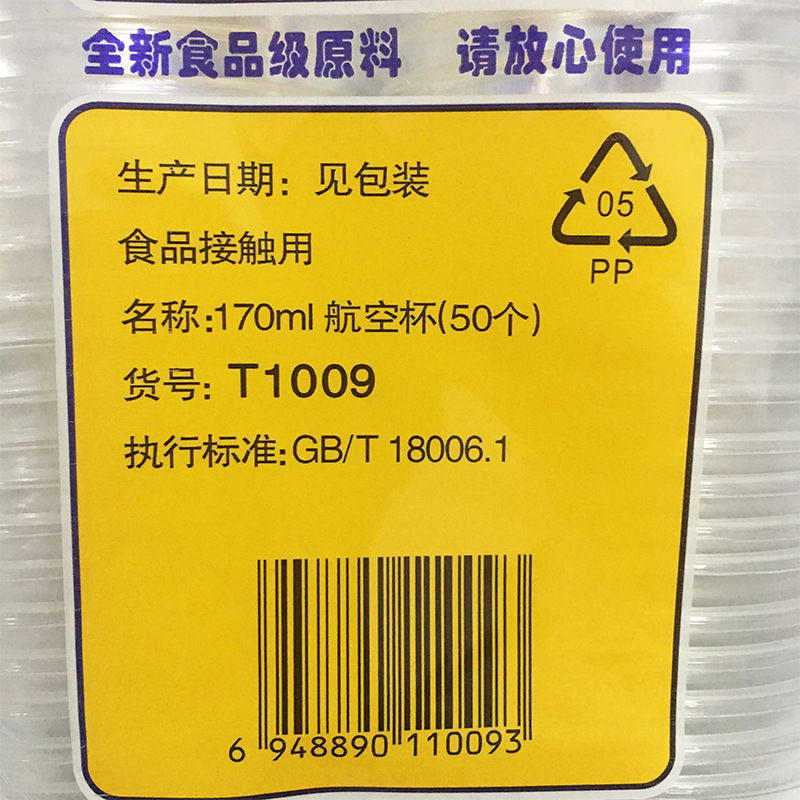 全新食品级原料 请放心使用
生产日期：见包装
05
PP
食品接触用
名称:170ml 航空杯(50个)
货号: T1009
执行标准:GB/T 18006.1
6 948890 110093